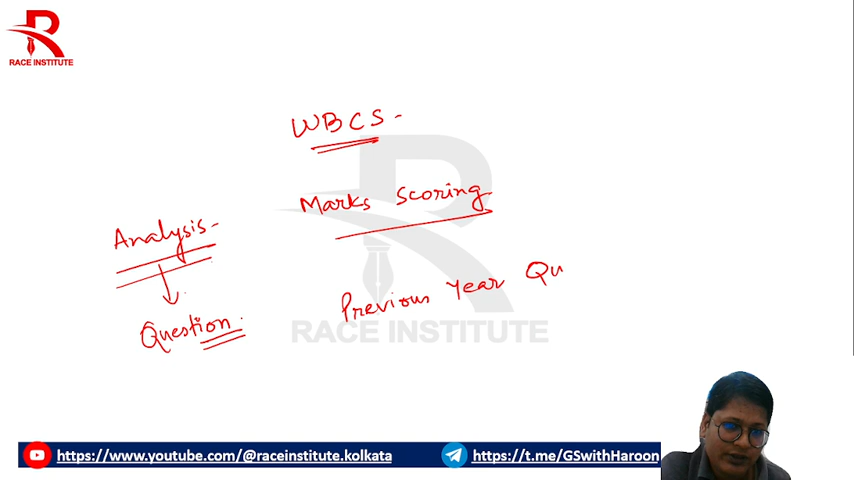 RACE INSTITUTE
WBCS-
Marks Scoring
Analysis-
Question.
Previous Year Qu
RACE INSTITUTE
https://www.youtube.com/@raceinstitute.kolkata
https://t.me/GSwithHaroon